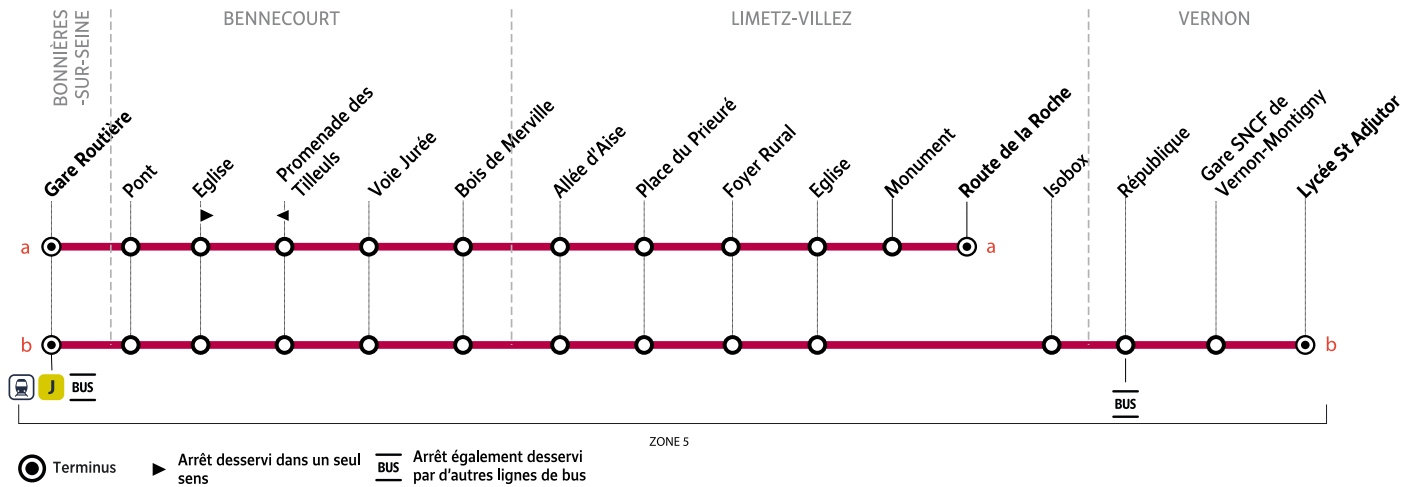 BONNIÈRES
-SUR-SEINE
BENNECOURT
LIMETZ-VILLEZ
VERNON
Gare Routière
Pont
Eglise
Promenade des
Tilleuls
Voie Jurée
Bois de Merville
Allée d'Aise
Place du Prieuré
Foyer Rural
Eglise
Monument
Route de la Roche
Isobox
République
Gare SNCF de
Vernon-Montigny
Lycée St Adjutor
a
a
b
b
J
BUS
BUS
ZONE 5
Terminus
Arrêt desservi dans un seul
sens
BUS
Arrêt également desservi
par d'autres lignes de bus